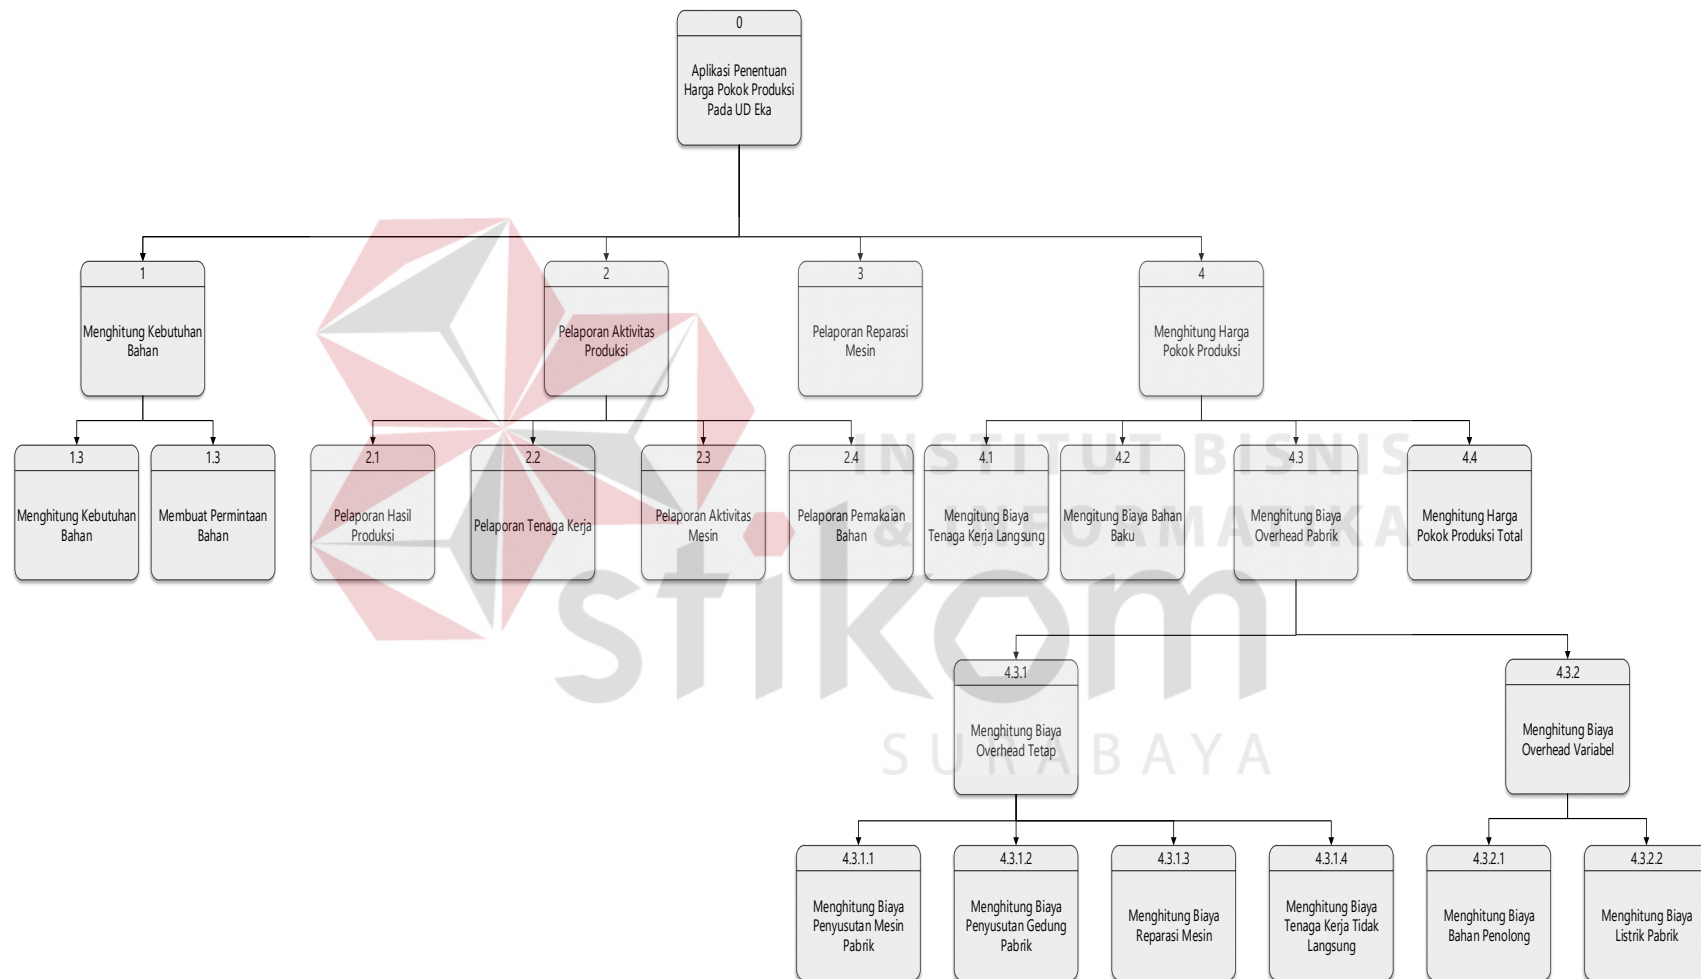 0
Aplikasi Penentuan
Harga Pokok Produksi
Pada UD Eka
1
Menghitung Kebutuhan
Bahan
2
Pelaporan Aktivitas
Produksi
3
Pelaporan Reparasi
Mesin
4
Menghitung Harga
Pokok Produksi
1.3
Menghitung Kebutuhan
Bahan
1.3
Membuat Permintaan
Bahan
2.1
Pelaporan Hasil
Produksi
2.2
Pelaporan Tenaga Kerja
2.3
Pelaporan Aktivitas
Mesin
2.4
Pelaporan Pemakaian
Bahan
4.1
Mengitung Biaya
Tenaga Kerja Langsung
4.2
Mengitung Biaya Bahan
Baku
4.3
Menghitung Biaya
Overhead Pabrik
4.4
Menghitung Harga
Pokok Produksi Total
INSTITUT BISNIS
& INFORMATIKA
stikom
SURABAYA
4.3.1
Menghitung Biaya
Overhead Tetap
4.3.2
Menghitung Biaya
Overhead Variabel
4.3.1.1
Menghitung Biaya
Penyusutan Mesin
Pabrik
4.3.1.2
Menghitung Biaya
Penyusutan Gedung
Pabrik
4.3.1.3
Menghitung Biaya
Reparasi Mesin
4.3.1.4
Menghitung Biaya
Tenaga Kerja Tidak
Langsung
4.3.2.1
Menghitung Biaya
Bahan Penolong
4.3.2.2
Menghitung Biaya
Listrik Pabrik